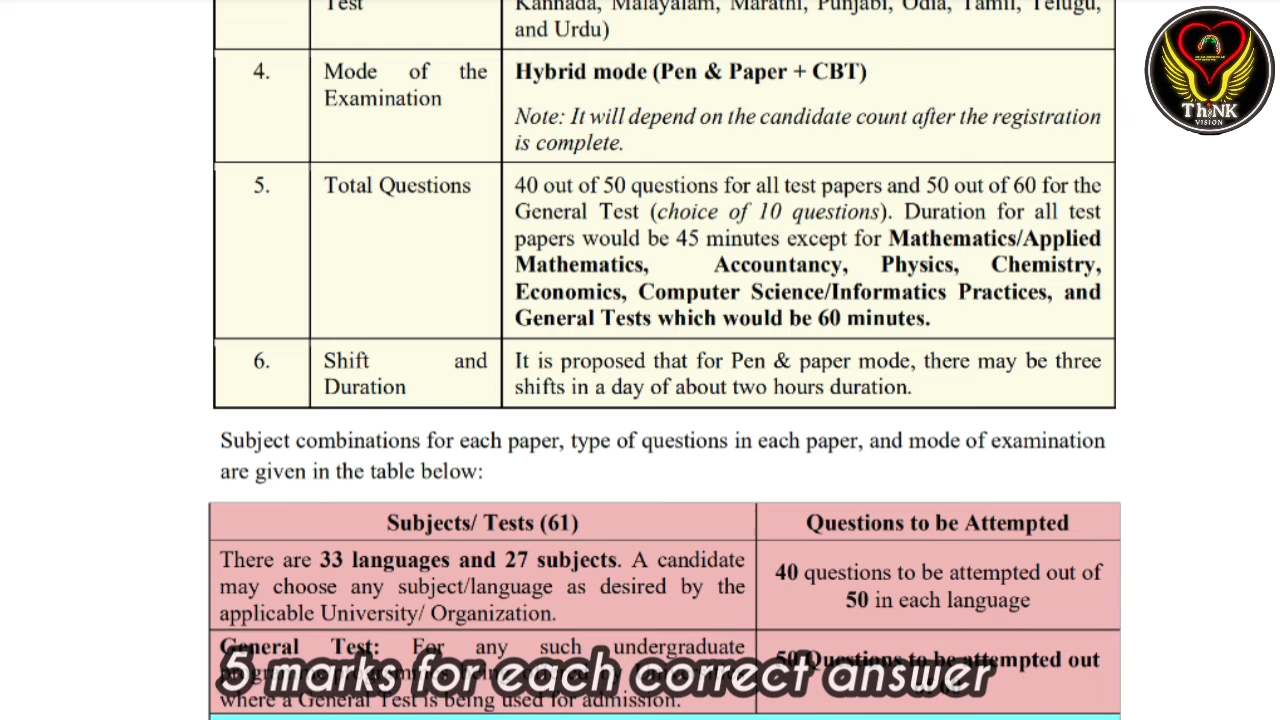 Test
Kannada, Malayalam, Marathi, Punjabi, Odia, Tamil, Telugu,
and Urdu)
4.
Mode of the
Examination
Hybrid mode (Pen & Paper + CBT)
Note: It will depend on the candidate count after the registration
is complete.
5.
Total Questions
40 out of 50 questions for all test papers and 50 out of 60 for the
General Test (choice of 10 questions). Duration for all test
papers would be 45 minutes except for Mathematics/Applied
Mathematics, Accountancy, Physics, Chemistry,
Economics, Computer Science/Informatics Practices, and
General Tests which would be 60 minutes.
6.
Shift and
Duration
It is proposed that for Pen & paper mode, there may be three
shifts in a day of about two hours duration.
Subject combinations for each paper, type of questions in each paper, and mode of examination
are given in the table below:
Subjects/ Tests (61)
Questions to be Attempted
There are 33 languages and 27 subjects. A candidate
may choose any subject/language as desired by the
applicable University/ Organization.
40 questions to be attempted out of
50 in each language
General Test: For any such undergraduate
where a General Test is being used for admission.
50 Questions to be attempted out
5 marks for each correct answer
ThiNK
VISION